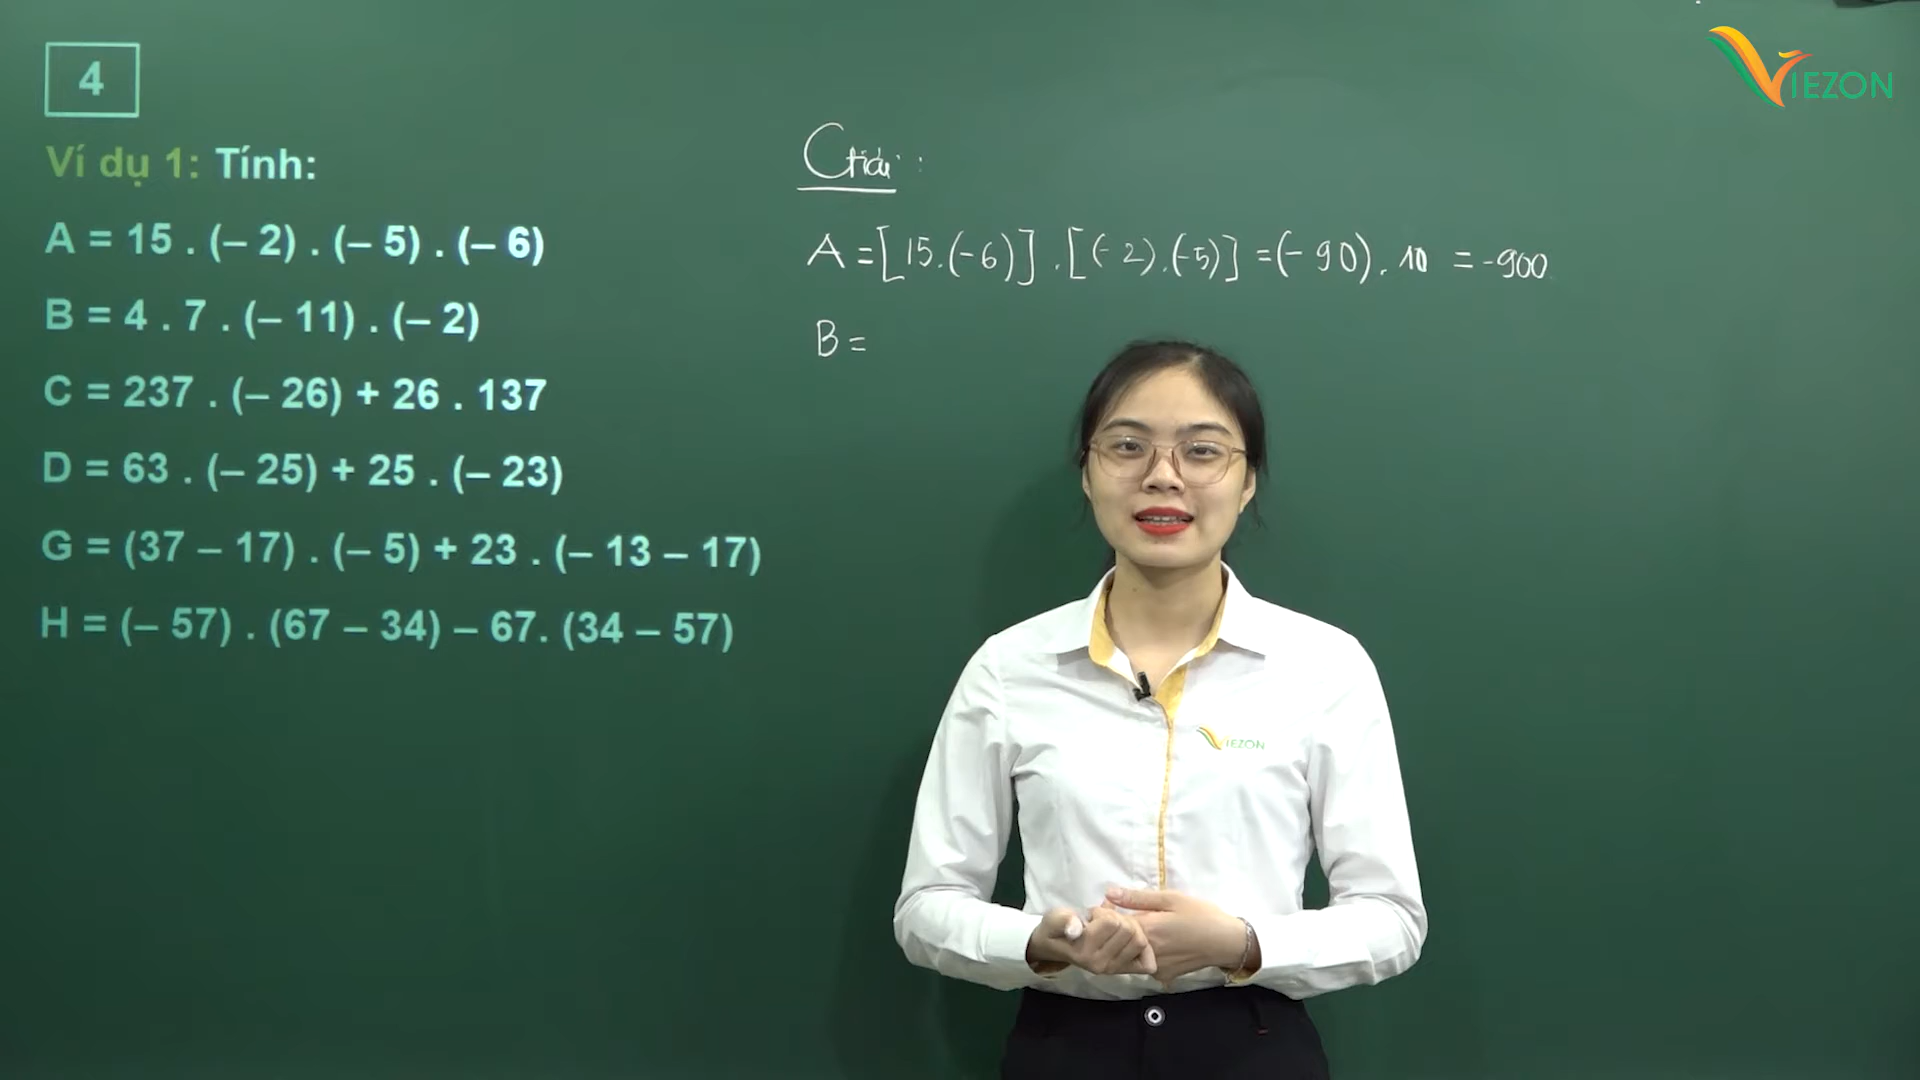 4
VIEZON
Ví dụ 1: Tính:
A = 15 . (– 2) . (– 5) . (– 6)
B = 4 . 7 . (– 11) . (– 2)
C = 237 . (– 26) + 26 . 137
D = 63 . (– 25) + 25 . (– 23)
G = (37 – 17) . (– 5) + 23 . (– 13 – 17)
H = (– 57) . (67 – 34) – 67. (34 – 57)
Giải :
A = [15.(-6)] . [(-2).(-5)] = (-90). 10 = -900
B =
VIEZON